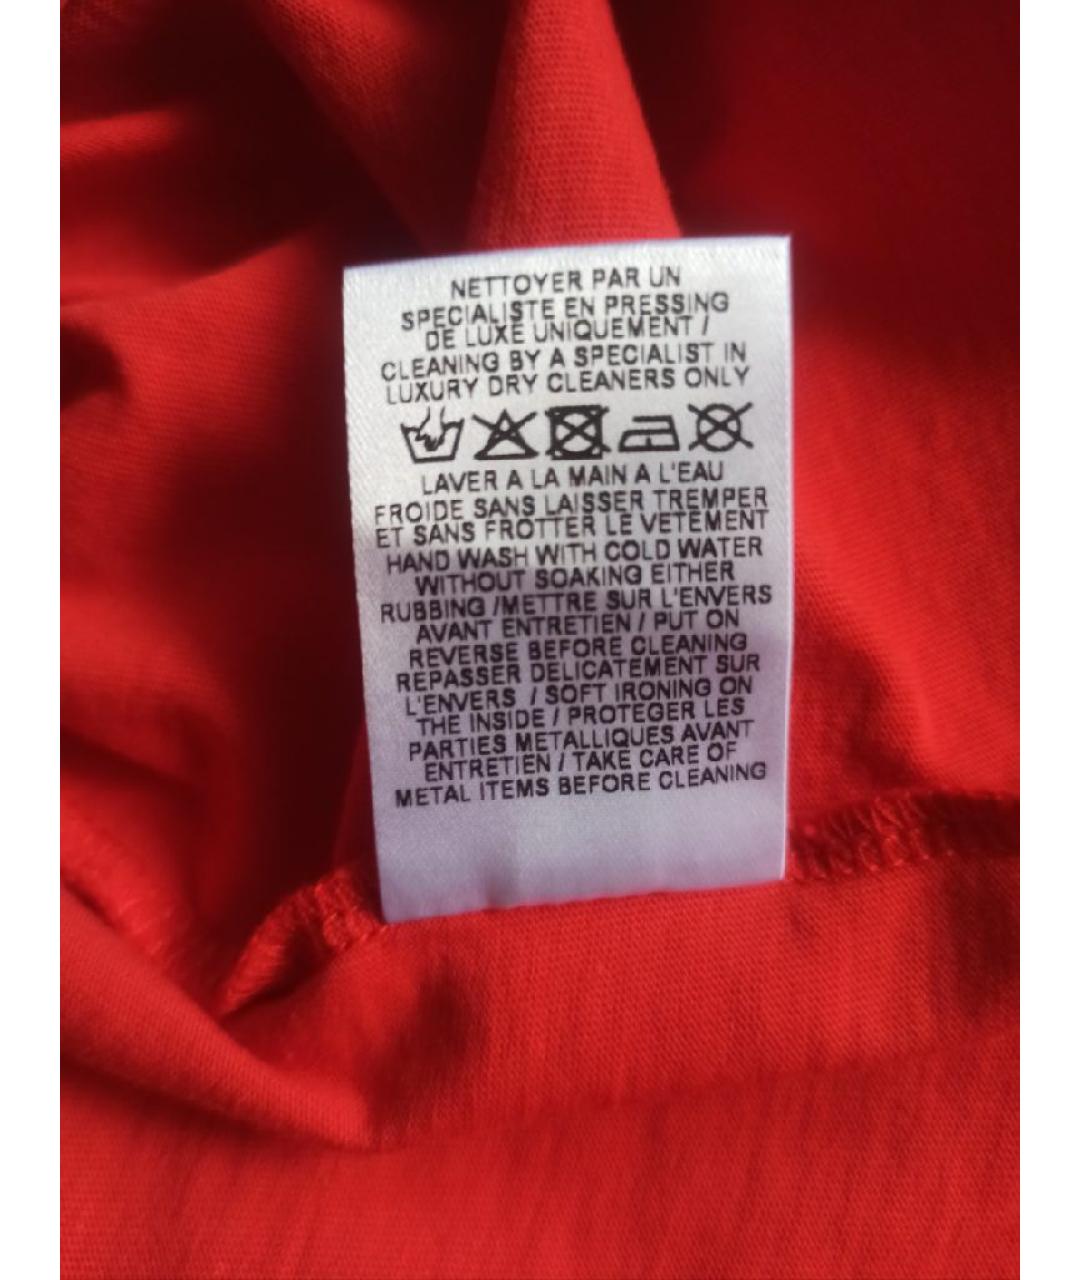 NETTOYER PAR UN
SPECIALISTE EN PRESSING
DE LUXE UNIQUEMENT /
CLEANING BY A SPECIALIST IN
LUXURY DRY CLEANERS ONLY
LAVER A LA MAIN A L'EAU
FROIDE SANS LAISSER TREMPER
ET SANS FROTTER LE VETEMENT
HAND WASH WITH COLD WATER
WITHOUT SOAKING EITHER
RUBBING /METTRE SUR L'ENVERS
AVANT ENTRETIEN / PUT ON
REVERSE BEFORE CLEANING
REPASSER DELICATEMENT SUR
L'ENVERS / SOFT IRONING ON
THE INSIDE / PROTEGER LES
PARTIES METALLIQUES AVANT
ENTRETIEN / TAKE CARE OF
METAL ITEMS BEFORE CLEANING